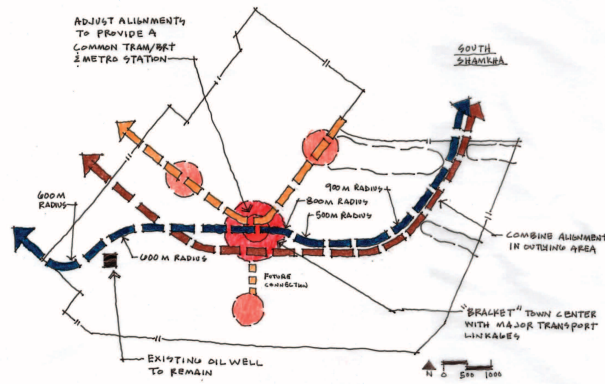 ADJUST ALIGNMENTS
TO PROVIDE A
COMMON TRAM/BRT
& METRO STATION
SOUTH
SHAMKHA
600M
RADIUS
900M RADIUS
800M RADIUS
500M RADIUS
600M RADIUS
COMBINE ALIGNMENT
IN OUTLYING AREA
FUTURE
CONNECTION
"BRACKET" TOWN CENTER
WITH MAJOR TRANSPORT
LINKAGES
EXISTING OIL WELL
TO REMAIN
N 0 500 1000